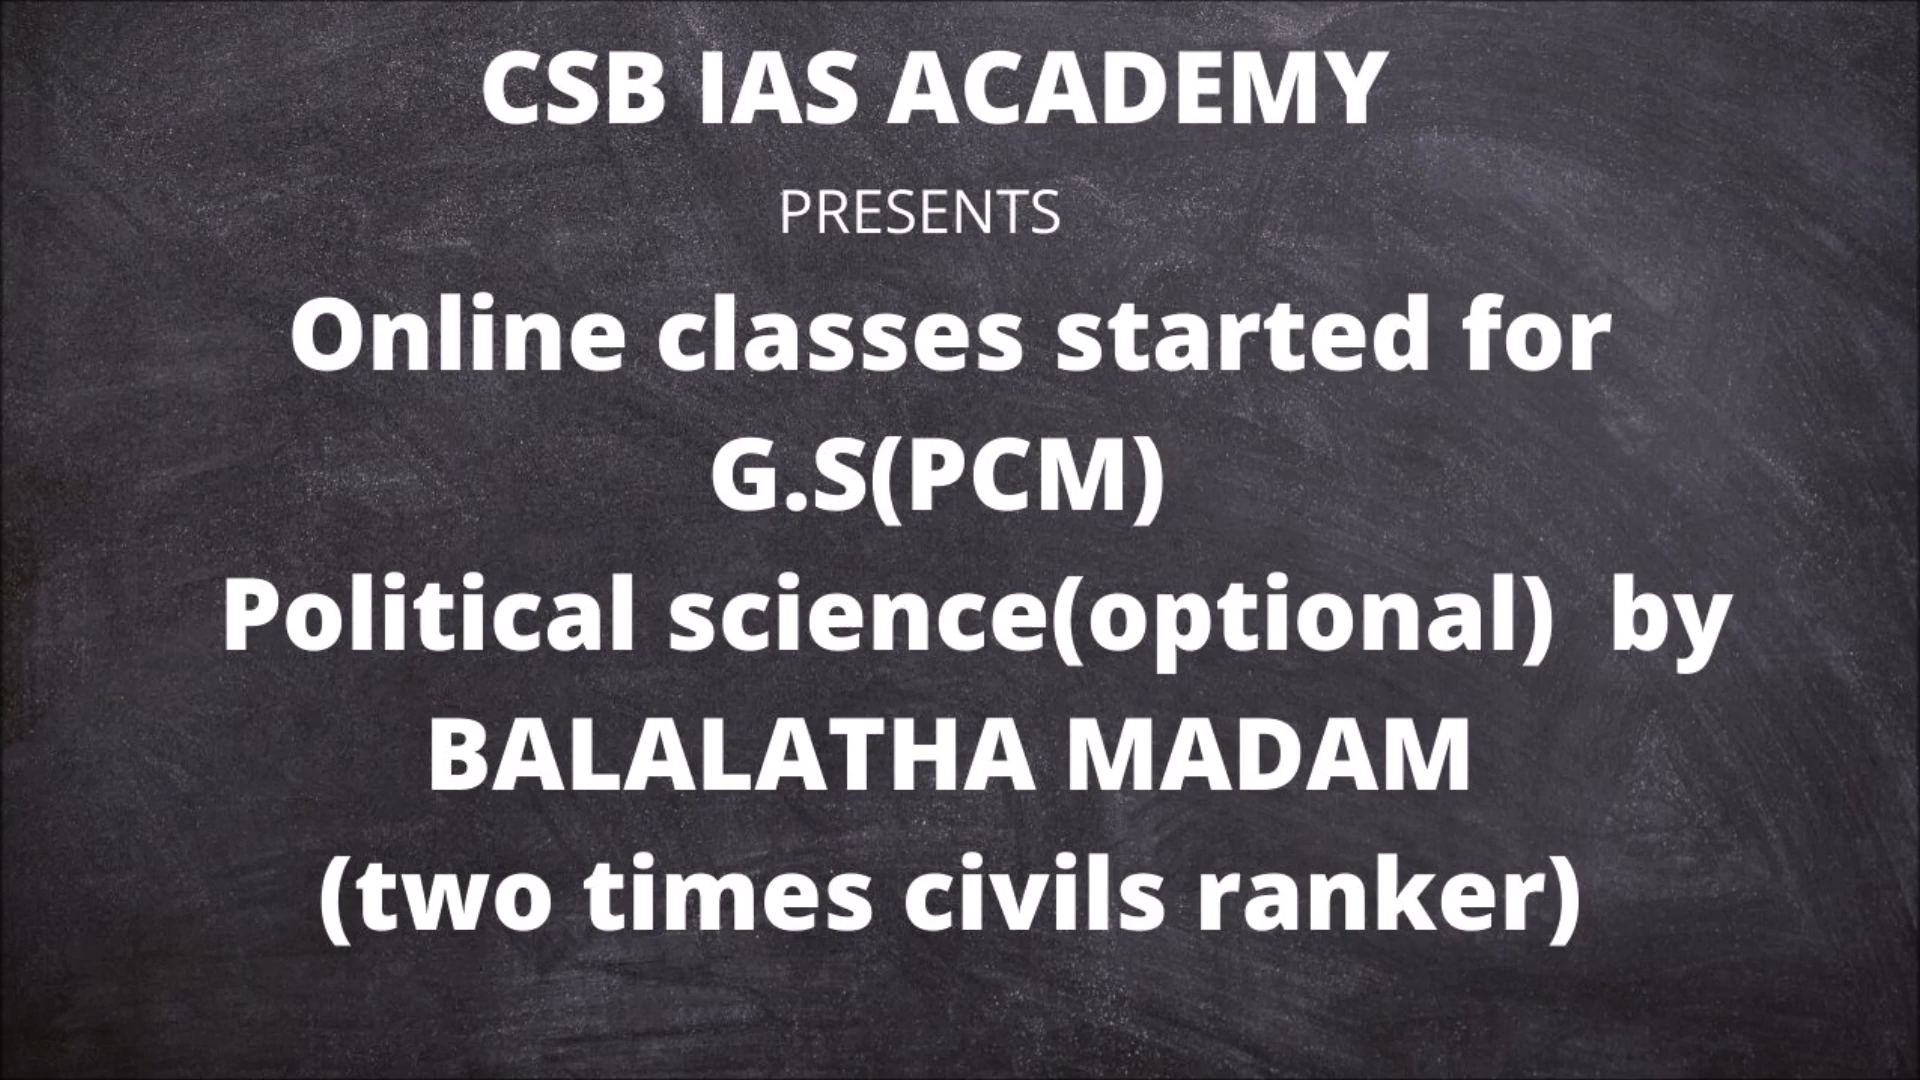 CSB IAS ACADEMY
PRESENTS
Online classes started for
G.S(PCM)
Political science(optional)  by
BALALATHA MADAM
(two times civils ranker)